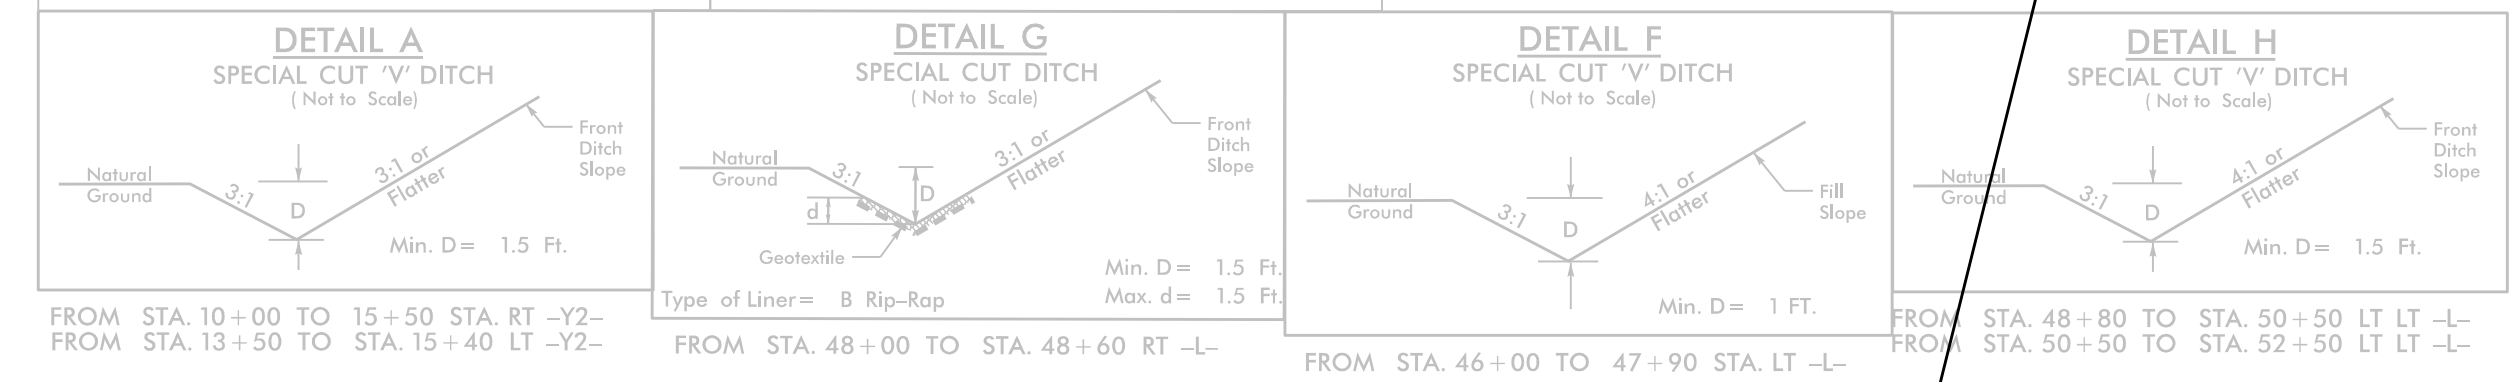 DETAIL A
SPECIAL CUT 'V' DITCH
( Not to Scale)
Front
Ditch
Slope
Natural
Ground
3:1
D
3:1 or
Flatter
Min. D= 1.5 Ft.
FROM STA. 10+00 TO 15+50 STA. RT -Y2-
FROM STA. 13+50 TO STA. 15+40 LT -Y2-
DETAIL G
SPECIAL CUT DITCH
( Not to Scale)
Front
Ditch
Slope
Natural
Ground
3:1
D
d
3:1 or
Flatter
Geotextile
Min. D= 1.5 Ft.
Type of Liner= B Rip-Rap
Max. d= 1.5 Ft.
FROM STA. 48+00 TO STA. 48+60 RT -L-
DETAIL F
SPECIAL CUT 'V' DITCH
( Not to Scale)
Natural
Ground
3:1
D
4:1 or
Flatter
Fill
Slope
Min. D= 1 FT.
FROM STA. 46+00 TO 47+90 STA. LT -L-
DETAIL H
SPECIAL CUT 'V' DITCH
( Not to Scale)
Front
Ditch
Slope
Natural
Ground
3:1
D
4:1 or
Flatter
Min. D= 1.5 Ft.
FROM STA. 48+80 TO STA. 50+50 LT LT -L-
FROM STA. 50+50 TO STA. 52+50 LT LT -L-